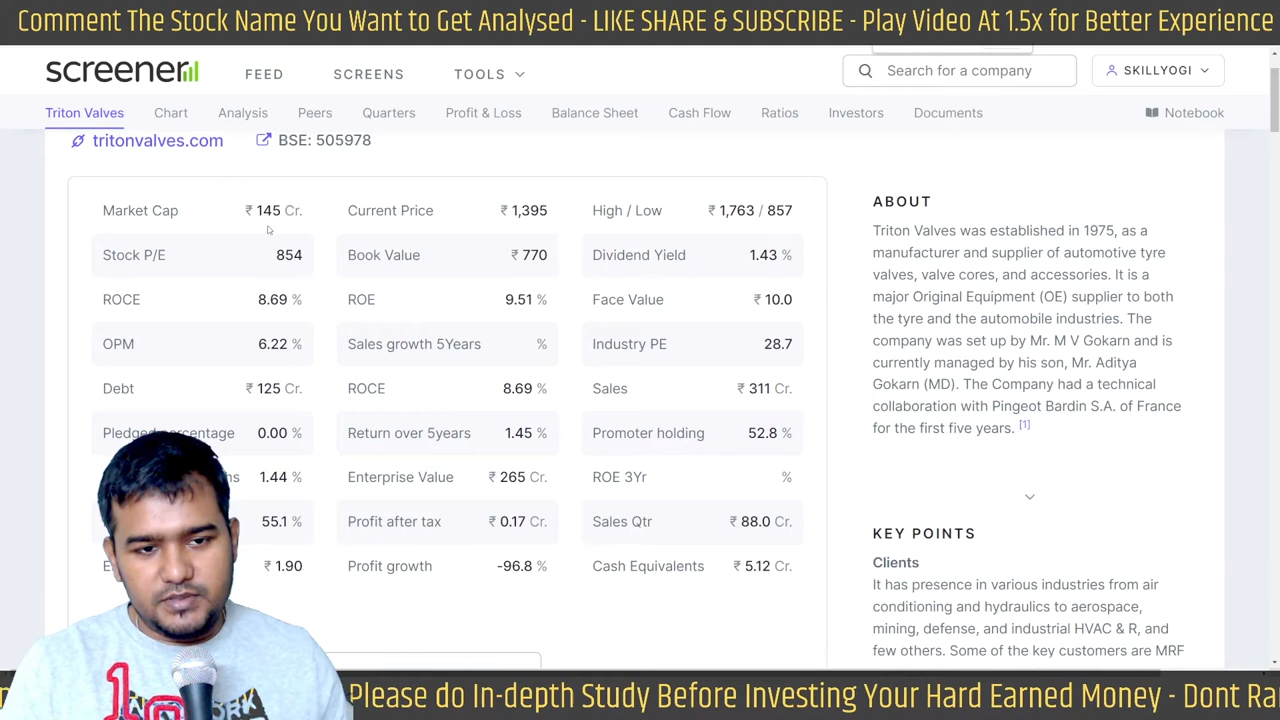 Comment The Stock Name You Want to Get Analysed - LIKE SHARE & SUBSCRIBE - Play Video At 1.5x for Better Experience
screener FEED SCREENS TOOLS Search for a company SKILLYOGI
Triton Valves Chart Analysis Peers Quarters Profit & Loss Balance Sheet Cash Flow Ratios Investors Documents Notebook
tritonvalves.com BSE: 505978
Market Cap ₹ 145 Cr. Current Price ₹ 1,395 High / Low ₹ 1,763 / 857
Stock P/E 854 Book Value ₹ 770 Dividend Yield 1.43 %
ROCE 8.69 % ROE 9.51 % Face Value ₹ 10.0
OPM 6.22 % Sales growth 5Years % Industry PE 28.7
Debt ₹ 125 Cr. ROCE 8.69 % Sales ₹ 311 Cr.
Pledged percentage 0.00 % Return over 5years 1.45 % Promoter holding 52.8 %
1.44 % Enterprise Value ₹ 265 Cr. ROE 3Yr %
55.1 % Profit after tax ₹ 0.17 Cr. Sales Qtr ₹ 88.0 Cr.
₹ 1.90 Profit growth -96.8 % Cash Equivalents ₹ 5.12 Cr.
ABOUT
Triton Valves was established in 1975, as a
manufacturer and supplier of automotive tyre
valves, valve cores, and accessories. It is a
major Original Equipment (OE) supplier to both
the tyre and the automobile industries. The
company was set up by Mr. M V Gokarn and is
currently managed by his son, Mr. Aditya
Gokarn (MD). The Company had a technical
collaboration with Pingeot Bardin S.A. of France
for the first five years. [1]
KEY POINTS
Clients
It has presence in various industries from air
conditioning and hydraulics to aerospace,
mining, defense, and industrial HVAC & R, and
few others. Some of the key customers are MRF
Please do In-depth Study Before Investing Your Hard Earned Money - Dont Ra